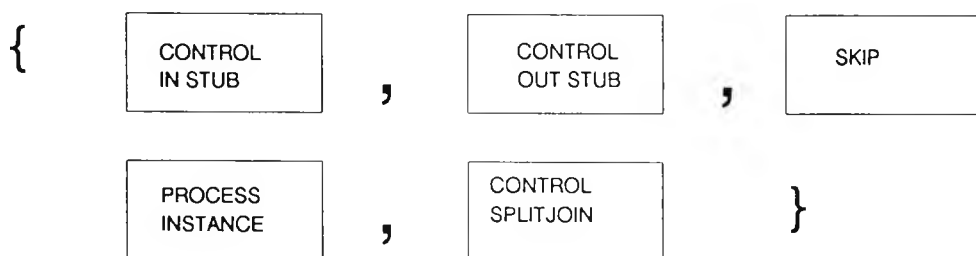 { CONTROL IN STUB , CONTROL OUT STUB , SKIP
PROCESS INSTANCE , CONTROL SPLITJOIN }